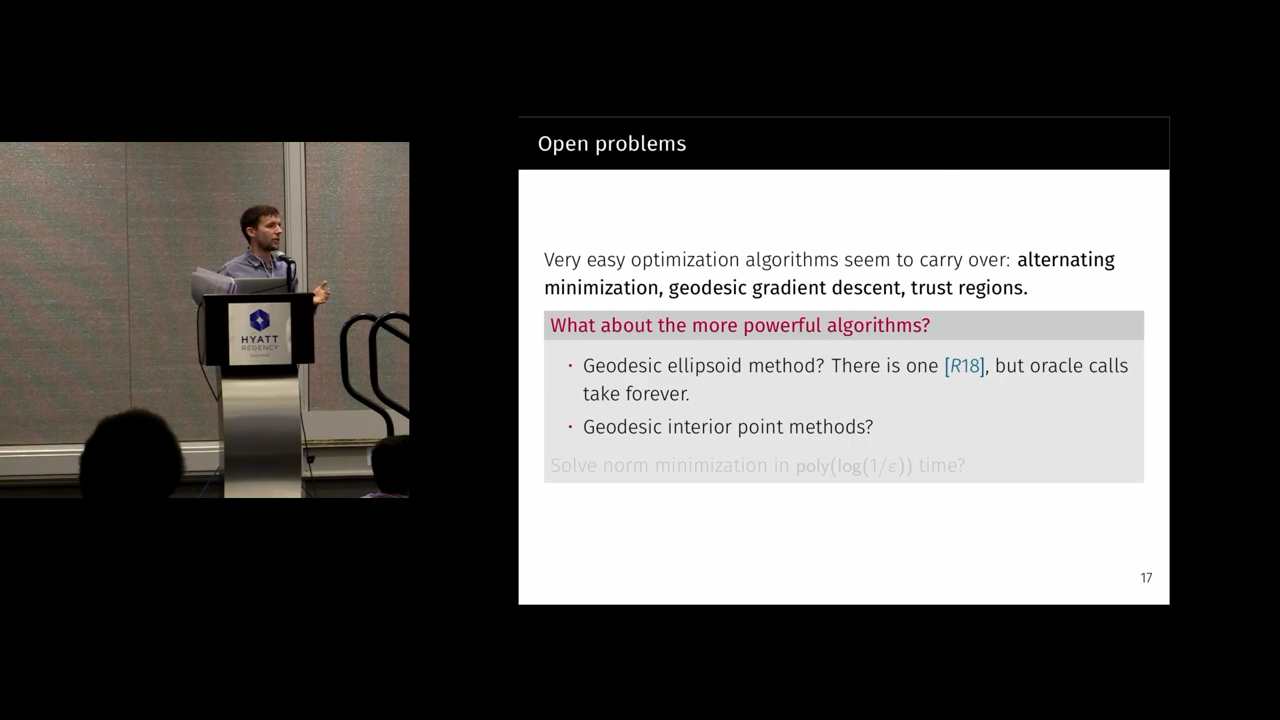 Open problems
Very easy optimization algorithms seem to carry over: alternating
minimization, geodesic gradient descent, trust regions.
What about the more powerful algorithms?
· Geodesic ellipsoid method? There is one [R18], but oracle calls
take forever.
· Geodesic interior point methods?
Solve norm minimization in poly(log(1/ε)) time?
17
HYATT
REGENCY